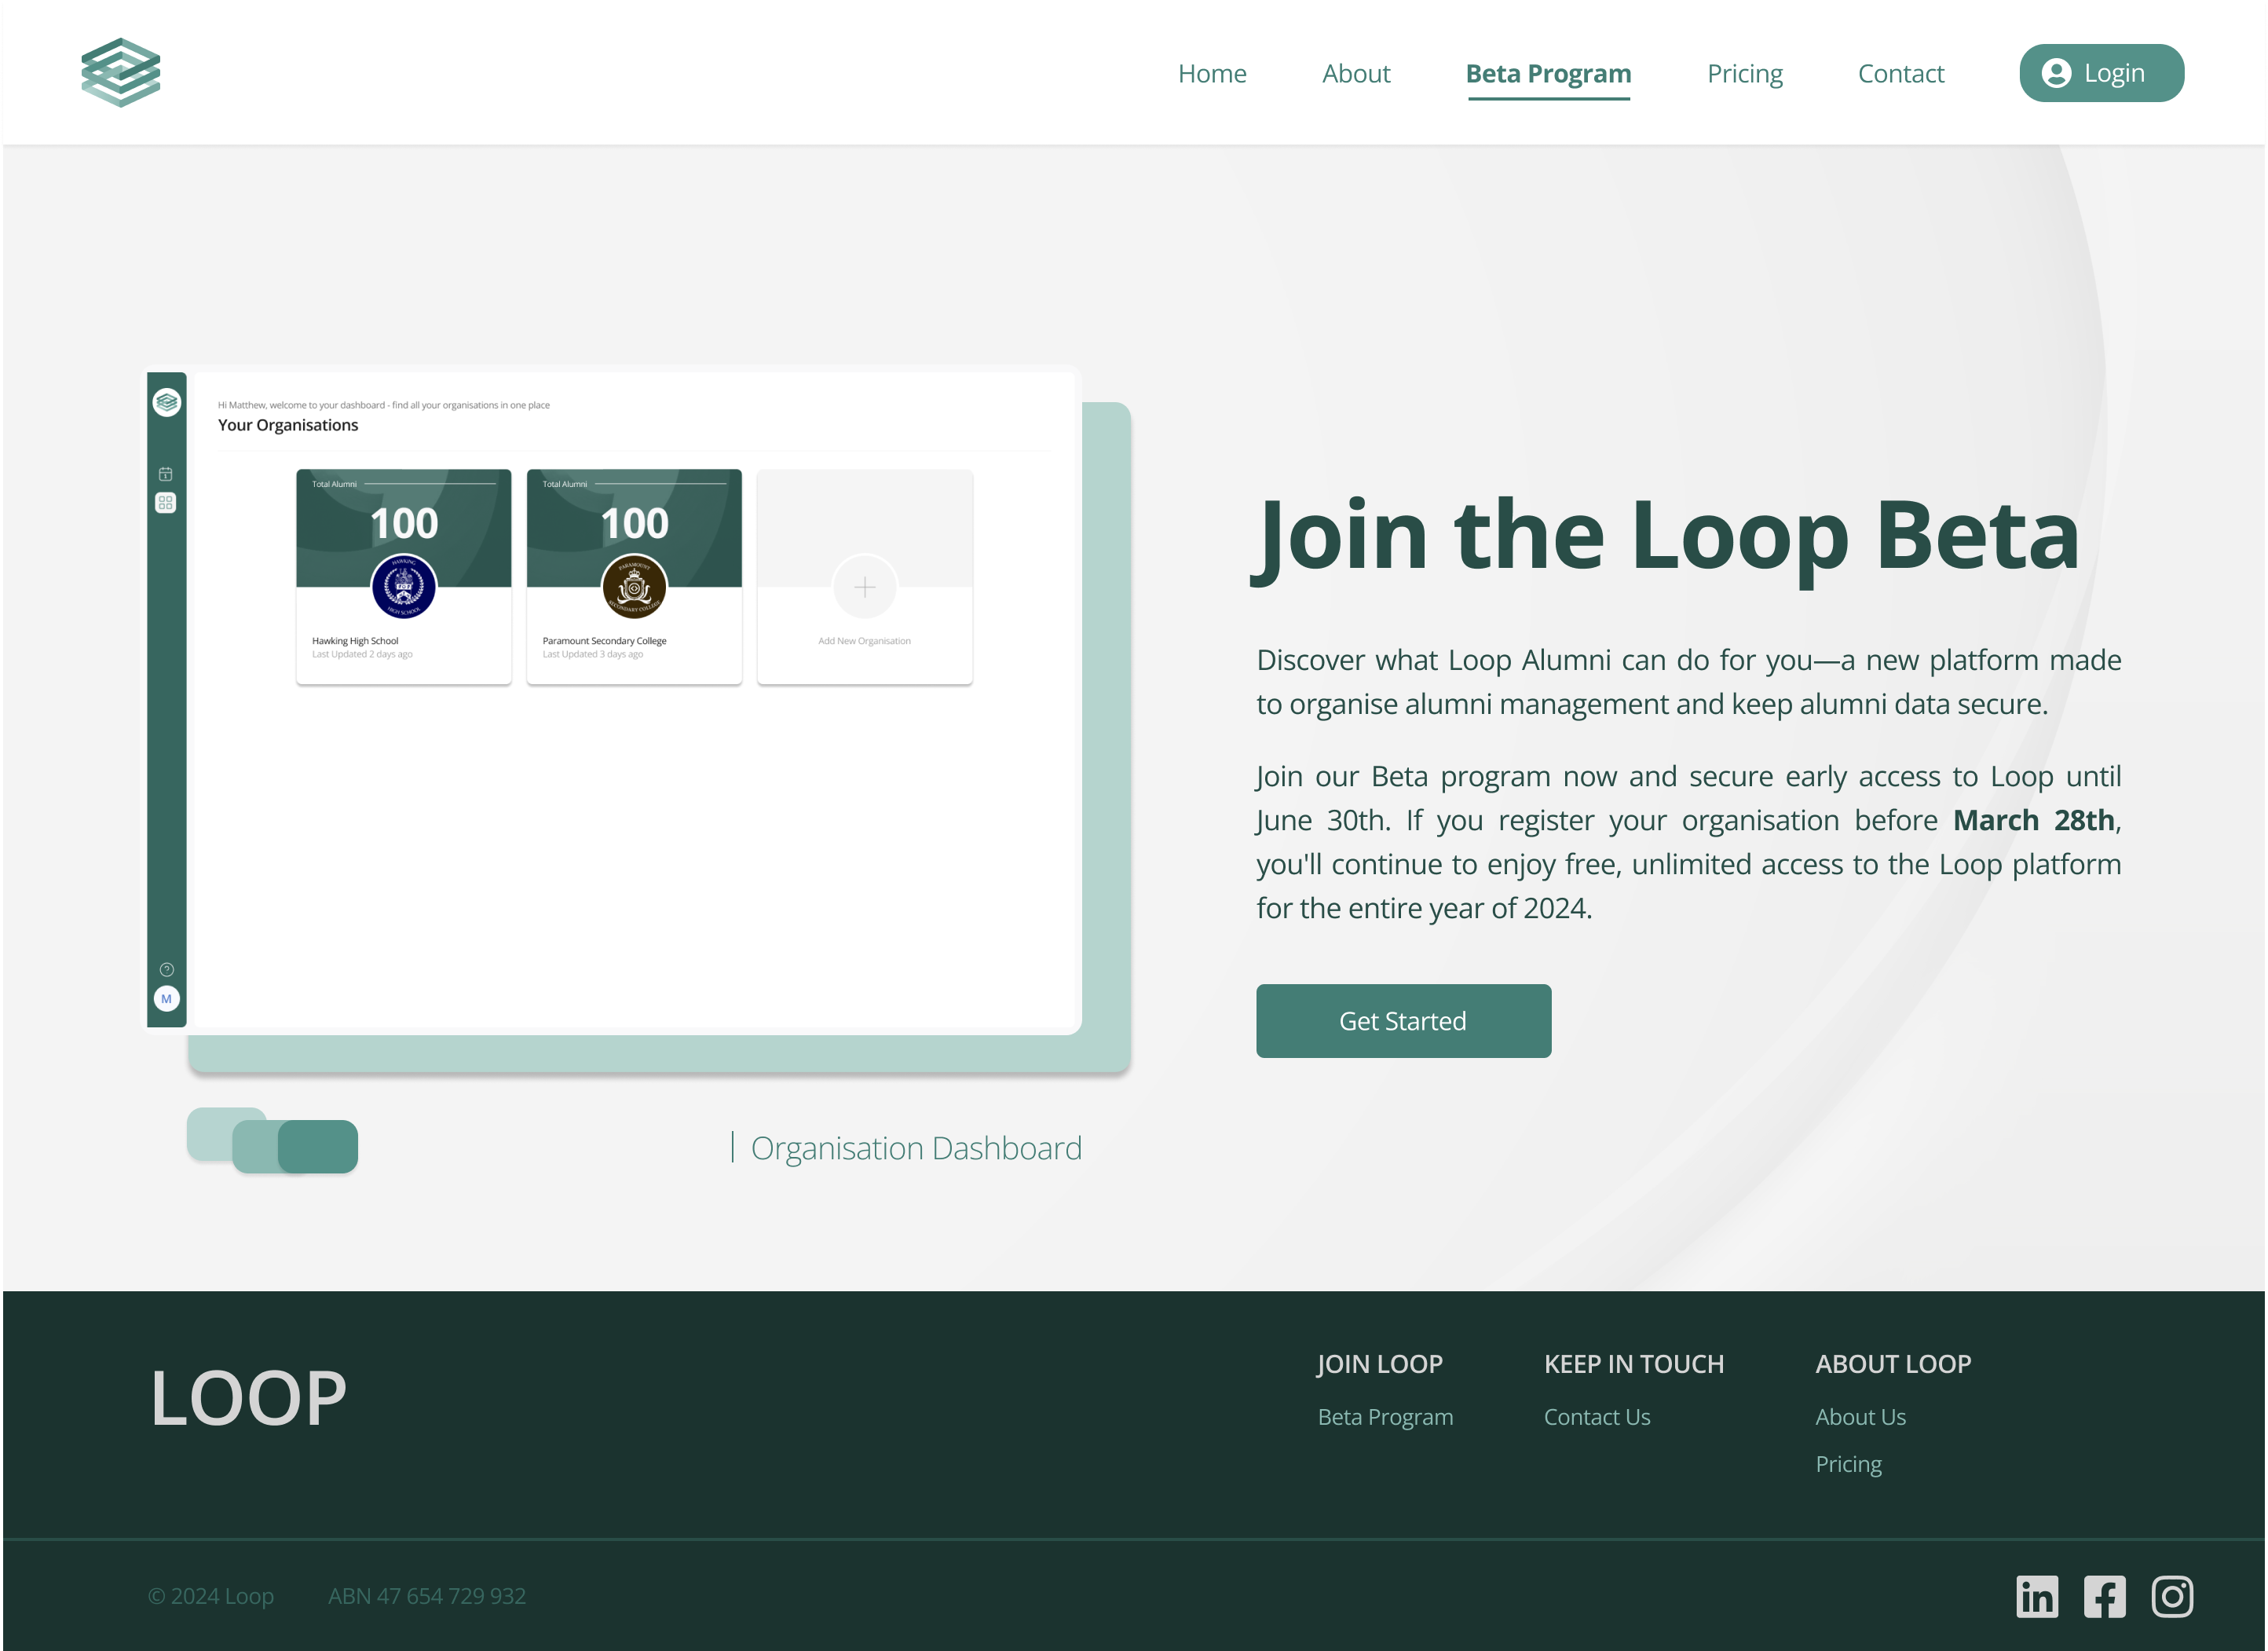 Home About Beta Program Pricing Contact Login
Hi Matthew, welcome to your dashboard - find all your organisations in one place
Your Organisations
Total Alumni
100
HAWKING
HIGH SCHOOL
Hawking High School
Last Updated 2 days ago
Total Alumni
100
PARAMOUNT
SECONDARY COLLEGE
Paramount Secondary College
Last Updated 3 days ago
Add New Organisation
M
Organisation Dashboard
Join the Loop Beta
Discover what Loop Alumni can do for you—a new platform made
to organise alumni management and keep alumni data secure.
Join our Beta program now and secure early access to Loop until
June 30th. If you register your organisation before March 28th,
you'll continue to enjoy free, unlimited access to the Loop platform
for the entire year of 2024.
Get Started
LOOP
JOIN LOOP
Beta Program
KEEP IN TOUCH
Contact Us
ABOUT LOOP
About Us
Pricing
© 2024 Loop ABN 47 654 729 932